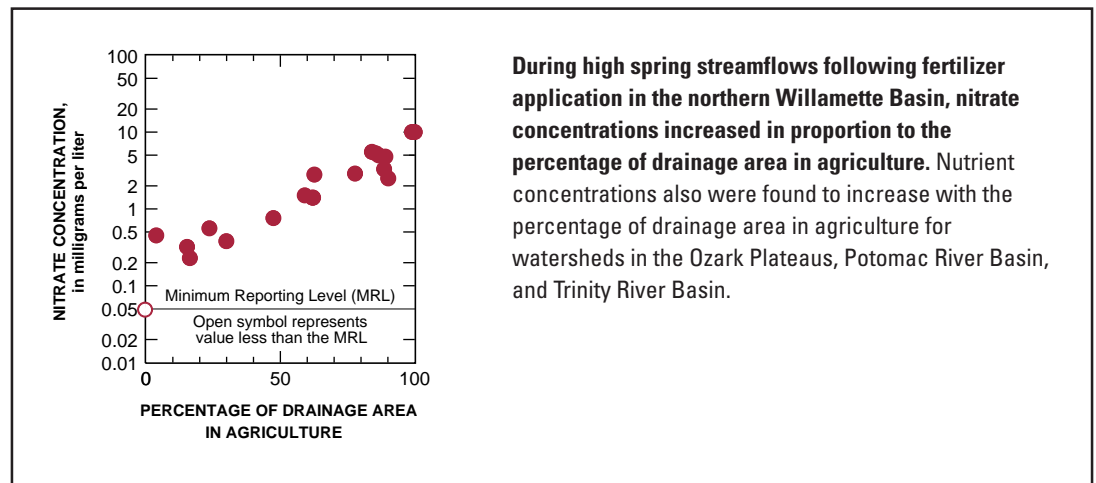 100
50
20
10
5
2
1
0.5
0.2
0.1
0.05
0.02
0.01
NITRATE CONCENTRATION,
in milligrams per liter
Minimum Reporting Level (MRL)
Open symbol represents
value less than the MRL
0
50
100
PERCENTAGE OF DRAINAGE AREA
IN AGRICULTURE
During high spring streamflows following fertilizer
application in the northern Willamette Basin, nitrate
concentrations increased in proportion to the
percentage of drainage area in agriculture. Nutrient
concentrations also were found to increase with the
percentage of drainage area in agriculture for
watersheds in the Ozark Plateaus, Potomac River Basin,
and Trinity River Basin.